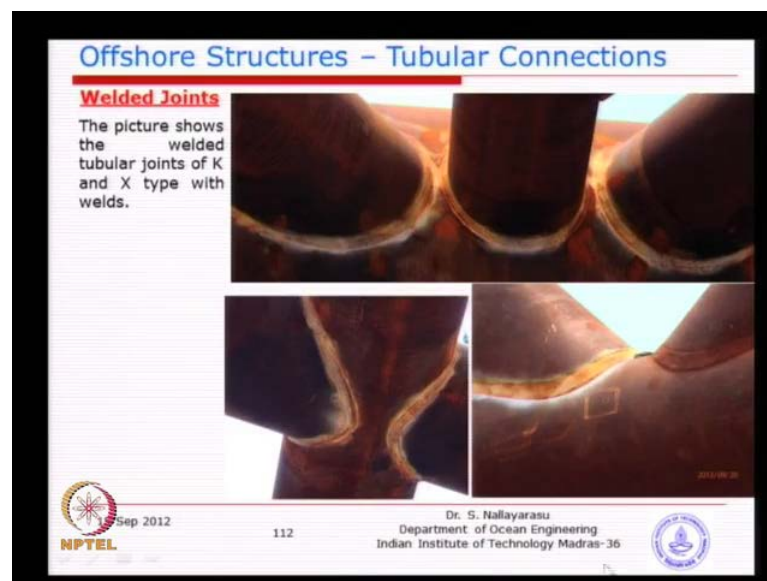 Offshore Structures – Tubular Connections
Welded Joints
The picture shows
the welded
tubular joints of K
and X type with
welds.
Sep 2012
112
Dr. S. Nallayarasu
Department of Ocean Engineering
Indian Institute of Technology Madras-36
NPTEL